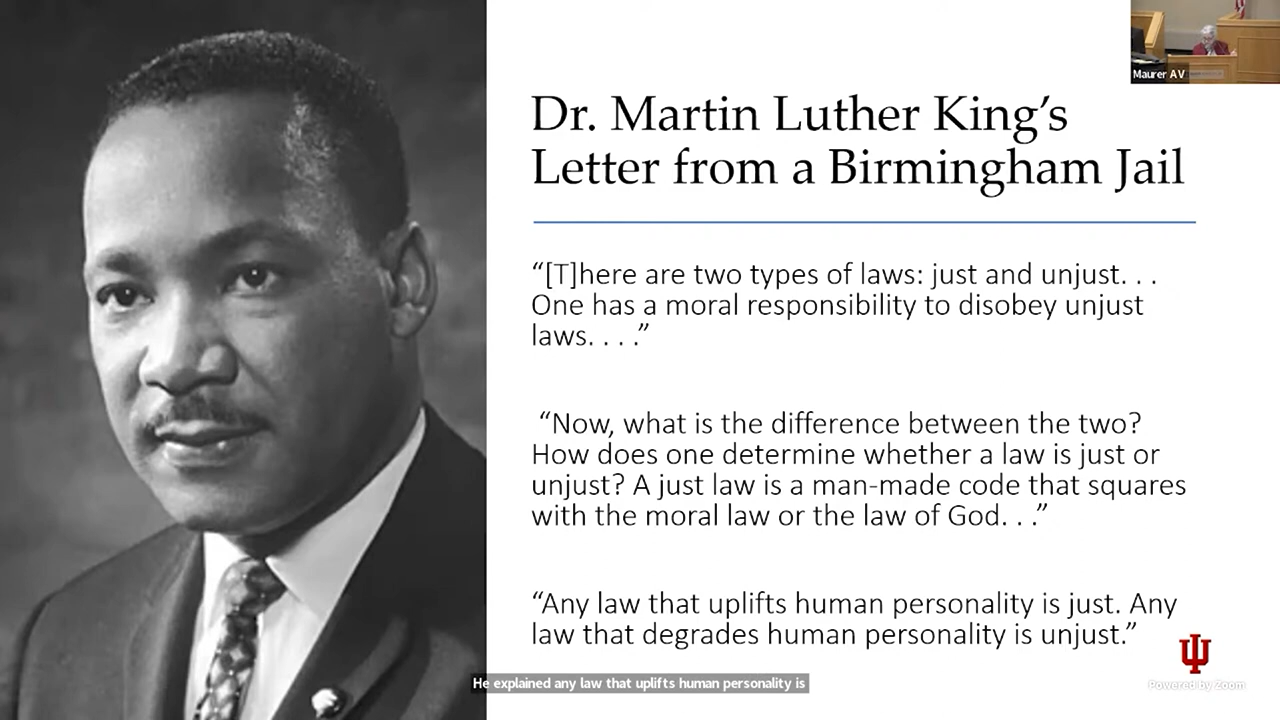 Maurer AV
Dr. Martin Luther King’s
Letter from a Birmingham Jail
“[T]here are two types of laws: just and unjust. . .
One has a moral responsibility to disobey unjust
laws. . . .”
“Now, what is the difference between the two?
How does one determine whether a law is just or
unjust? A just law is a man-made code that squares
with the moral law or the law of God. . .”
“Any law that uplifts human personality is just. Any
law that degrades human personality is unjust.”
He explained any law that uplifts human personality is
Powered by Zoom